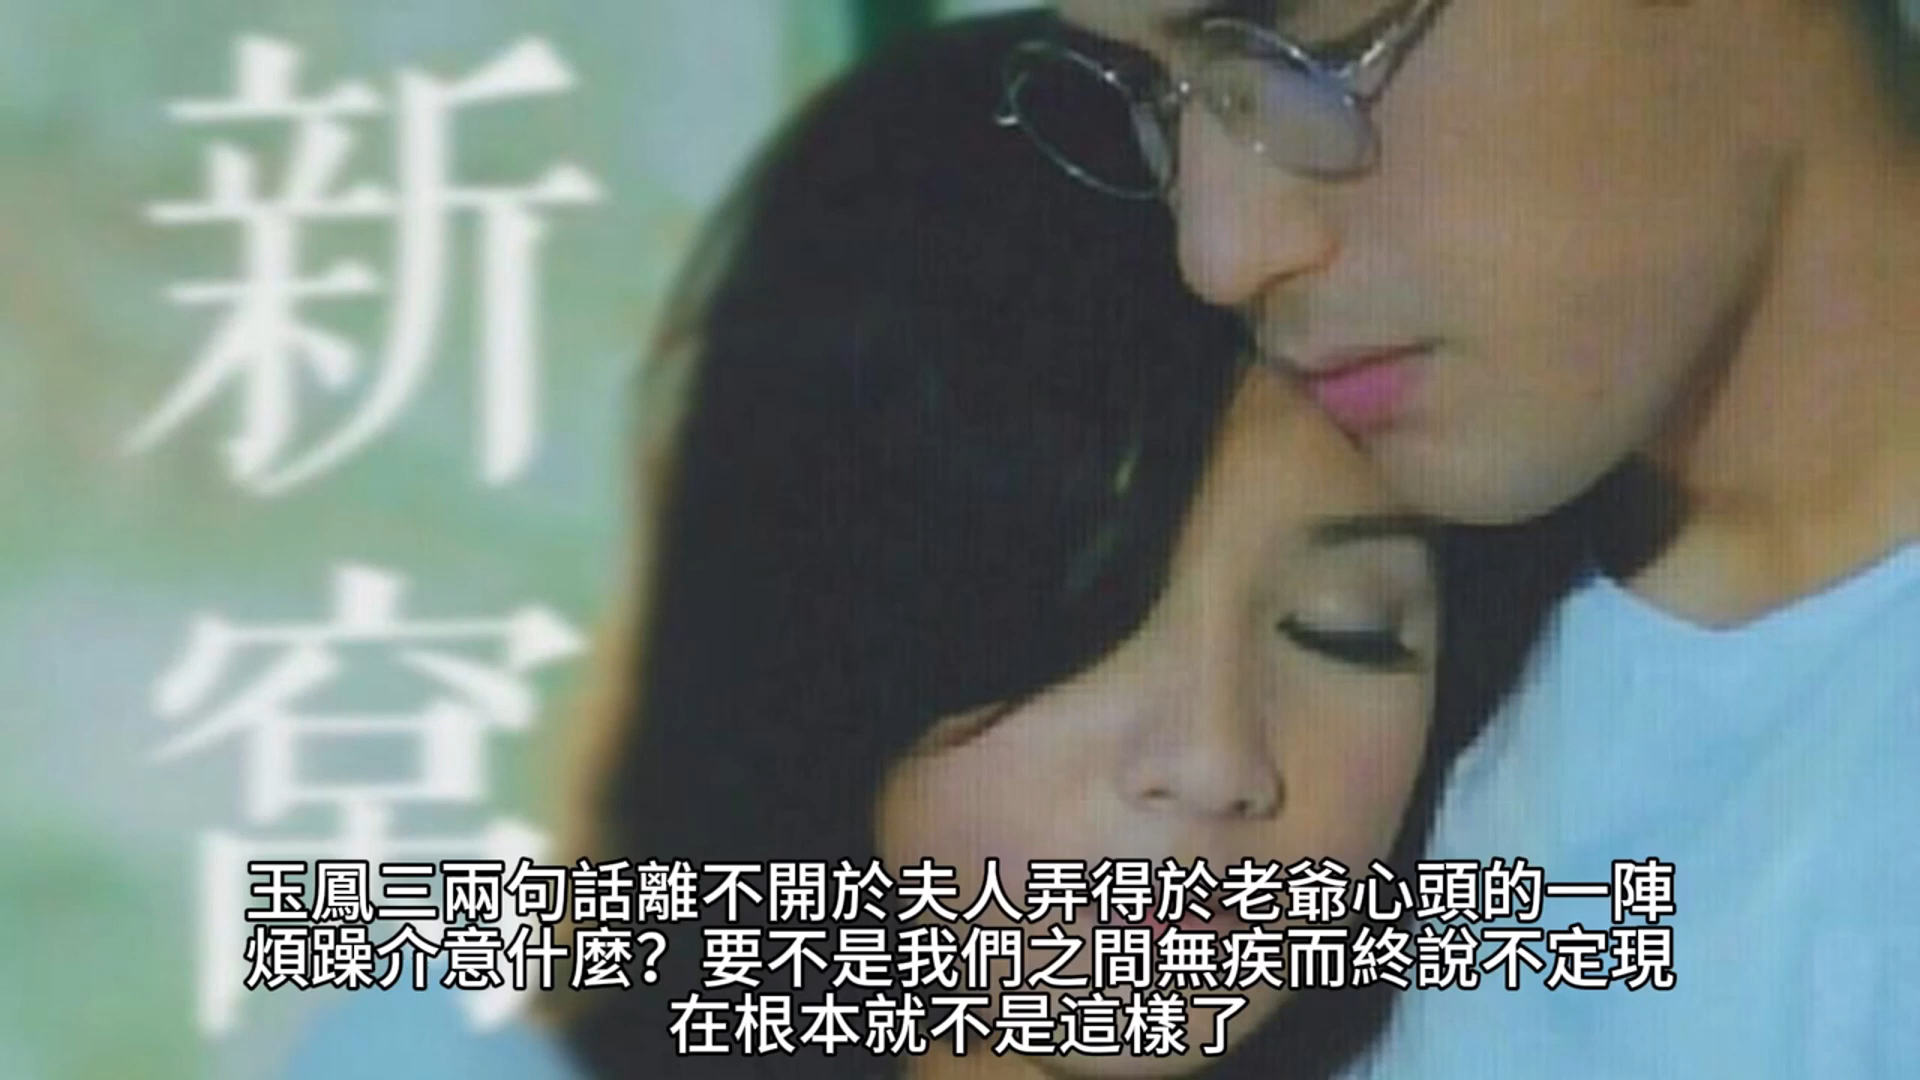 新窩
玉鳳三兩句話離不開於夫人弄得於老爺心頭的一陣
煩躁介意什麼？要不是我們之間無疾而終說不定現
在根本就不是這樣了